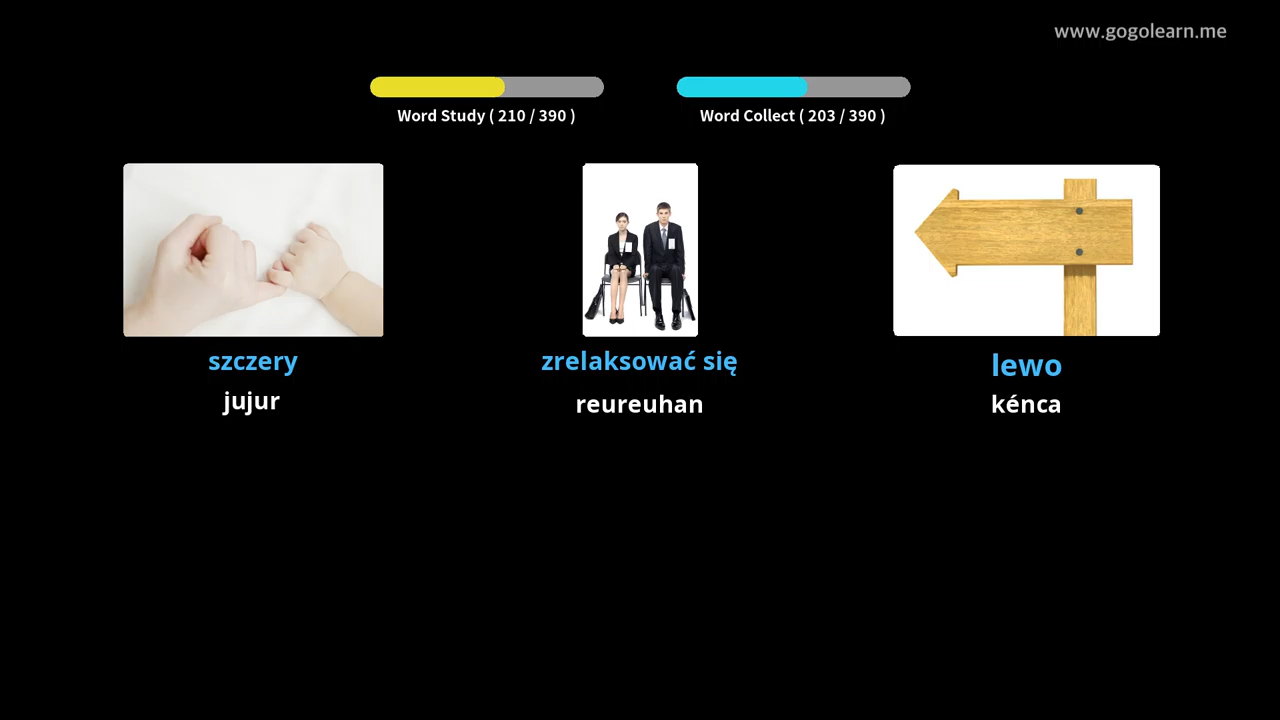 www.gogolearn.me
Word Study ( 210 / 390 )
Word Collect ( 203 / 390 )
szczery
zrelaksować się
lewo
jujur
reureuhan
kénca